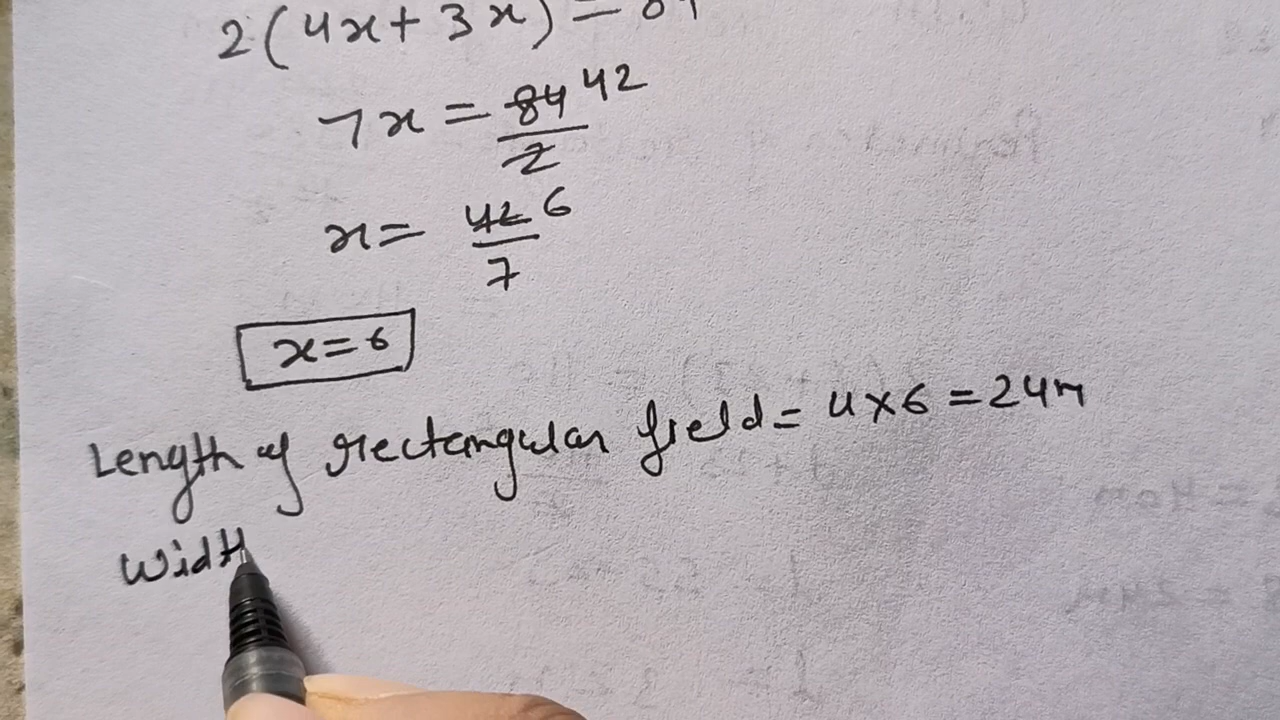 2(4x+3x)=84
7x = 84/2 42
x = 42/7 6
x=6
Length of rectangular field = 4×6=24m
Width